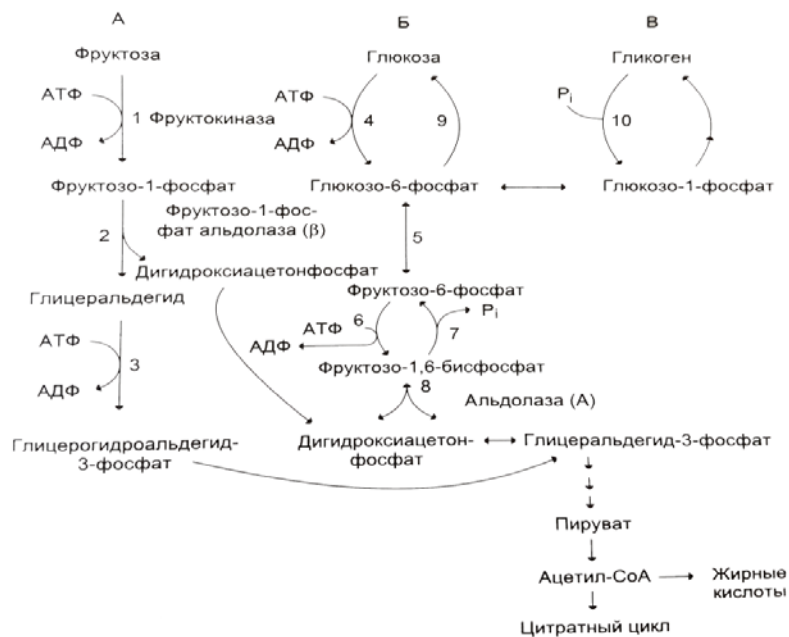 А Б В
Фруктоза Глюкоза Гликоген
АТФ АТФ Pi
1 Фруктокиназа 4 9 10
АДФ АДФ
Фруктозо-1-фосфат Глюкозо-6-фосфат Глюкозо-1-фосфат
Фруктозо-1-фос-
фат альдолаза (β)
2 5
Дигидроксиацетонфосфат
Глицеральдегид Фруктозо-6-фосфат
АТФ АТФ 6 7 Pi
3 АДФ
АДФ Фруктозо-1,6-бисфосфат
8
Альдолаза (А)
Глицерогидроальдегид-
3-фосфат
Дигидроксиацетон-
фосфат
Глицеральдегид-3-фосфат
Пируват
Ацетил-СоА Жирные
кислоты
Цитратный цикл